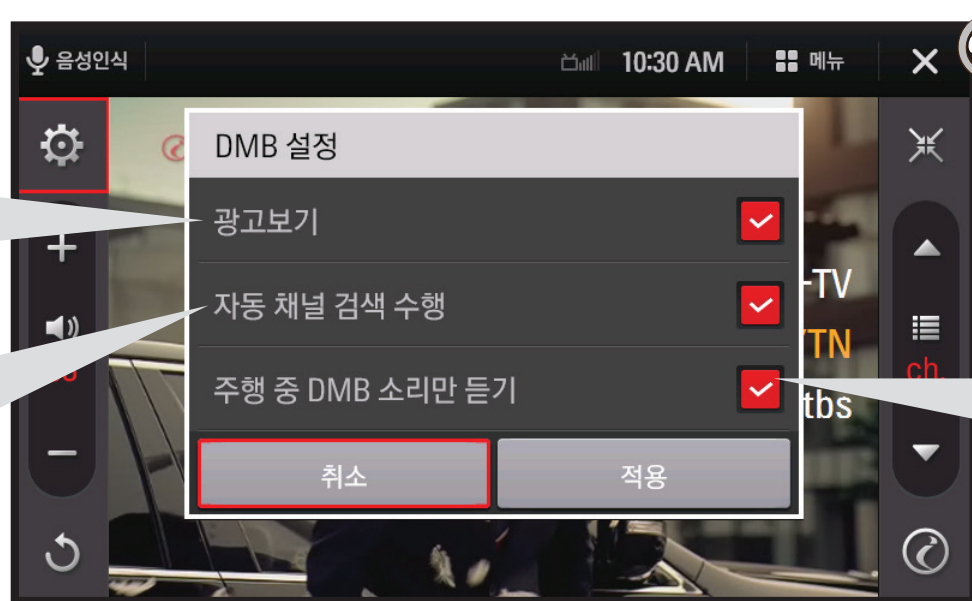 음성인식
10:30 AM
메뉴
DMB 설정
광고보기
자동 채널 검색 수행
주행 중 DMB 소리만 듣기
취소
적용
-TV
TN
tbs
ch.